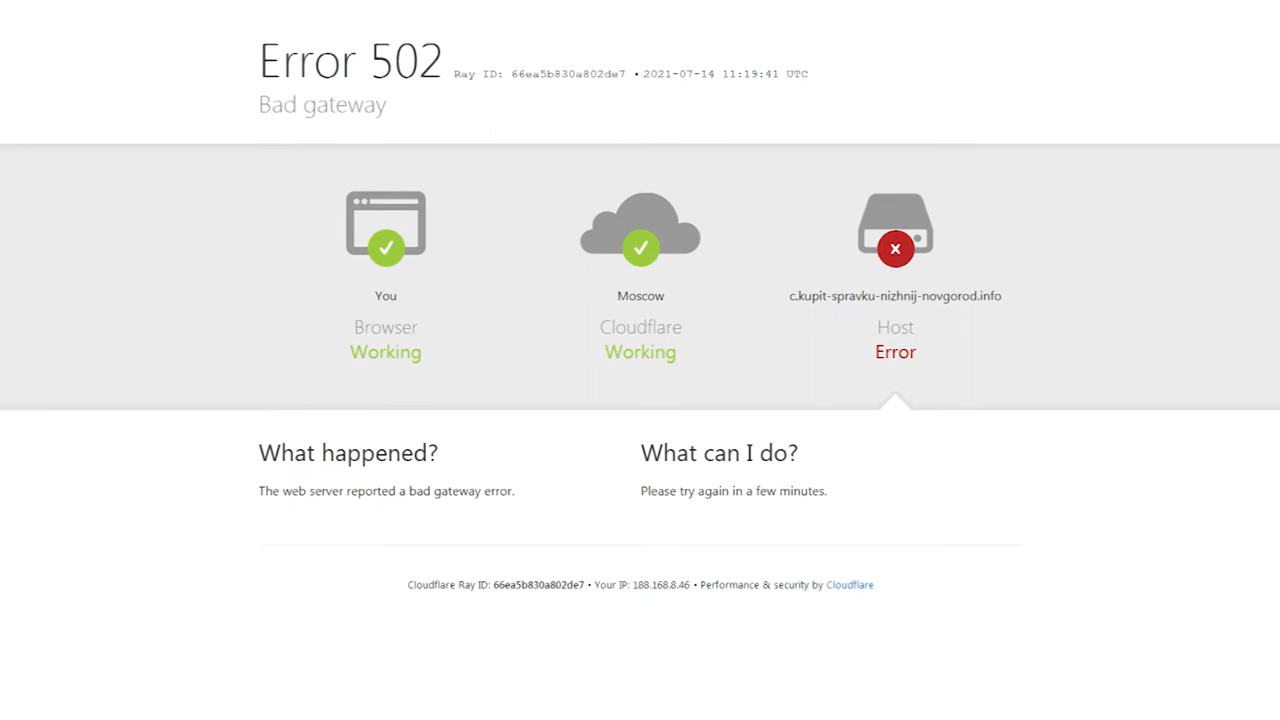 Error 502 Ray ID: 66ea5b830a802de7 • 2021-07-14 11:19:41 UTC
Bad gateway
You
Browser
Working
Moscow
Cloudflare
Working
c.kupit-spravku-nizhnij-novgorod.info
Host
Error
What happened?
The web server reported a bad gateway error.
What can I do?
Please try again in a few minutes.
Cloudflare Ray ID: 66ea5b830a802de7 • Your IP: 188.168.8.46 • Performance & security by Cloudflare